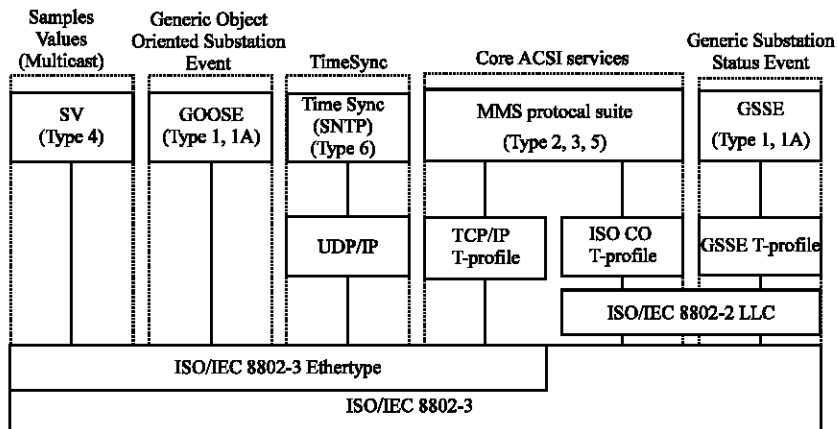 Samples
Values
(Multicast)
Generic Object
Oriented Substation
Event
TimeSync
Core ACSI services
Generic Substation
Status Event
SV
(Type 4)
GOOSE
(Type 1, 1A)
Time Sync
(SNTP)
(Type 6)
MMS protocal suite
(Type 2, 3, 5)
GSSE
(Type 1, 1A)
UDP/IP
TCP/IP
T-profile
ISO CO
T-profile
GSSE T-profile
ISO/IEC 8802-2 LLC
ISO/IEC 8802-3 Ethertype
ISO/IEC 8802-3